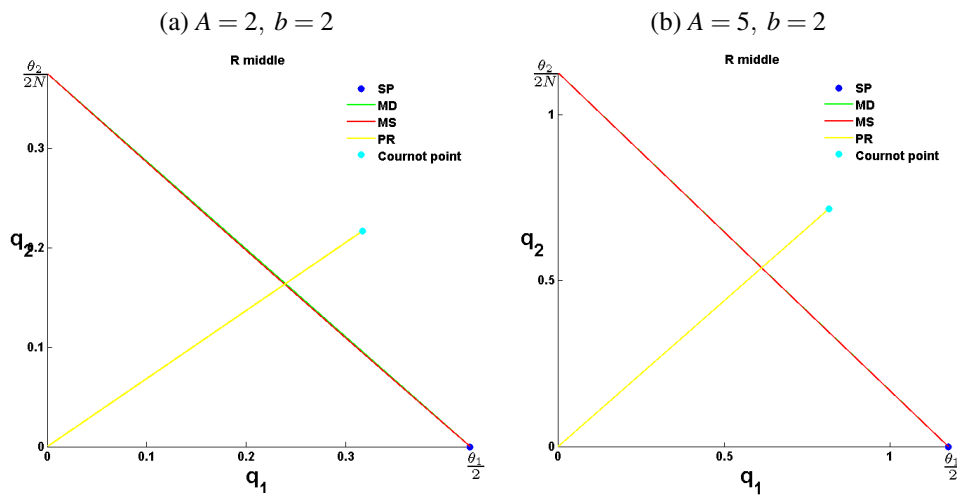 (a) A = 2, b = 2
R middle
θ₂/2N
0.3
q₂
0.2
0.1
0
SP
MD
MS
PR
Cournot point
0 0.1 0.2 0.3 θ₁/2
q₁
(b) A = 5, b = 2
R middle
θ₂/2N
1
q₂
0.5
0
SP
MD
MS
PR
Cournot point
0 0.5 1 θ₁/2
q₁